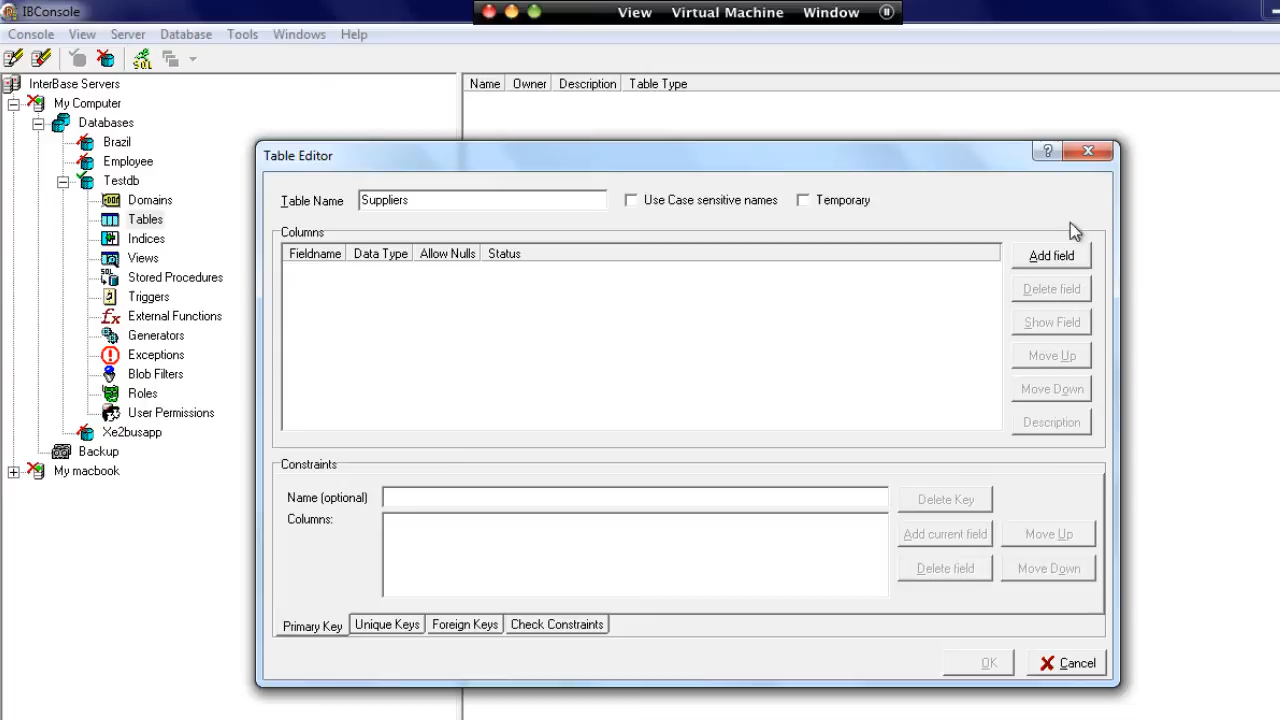 IBConsole
View Virtual Machine Window
Console View Server Database Tools Windows Help
SQL
InterBase Servers
My Computer
Databases
Brazil
Employee
Testdb
Domains
Tables
Indices
Views
Stored Procedures
Triggers
External Functions
Generators
Exceptions
Blob Filters
Roles
User Permissions
Xe2busapp
Backup
My macbook
Name Owner Description Table Type
Table Editor
?
Table Name Suppliers Use Case sensitive names Temporary
Columns
Fieldname Data Type Allow Nulls Status
Add field
Delete field
Show Field
Move Up
Move Down
Description
Constraints
Name (optional)
Columns:
Delete Key
Add current field Move Up
Delete field Move Down
Primary Key Unique Keys Foreign Keys Check Constraints
OK Cancel